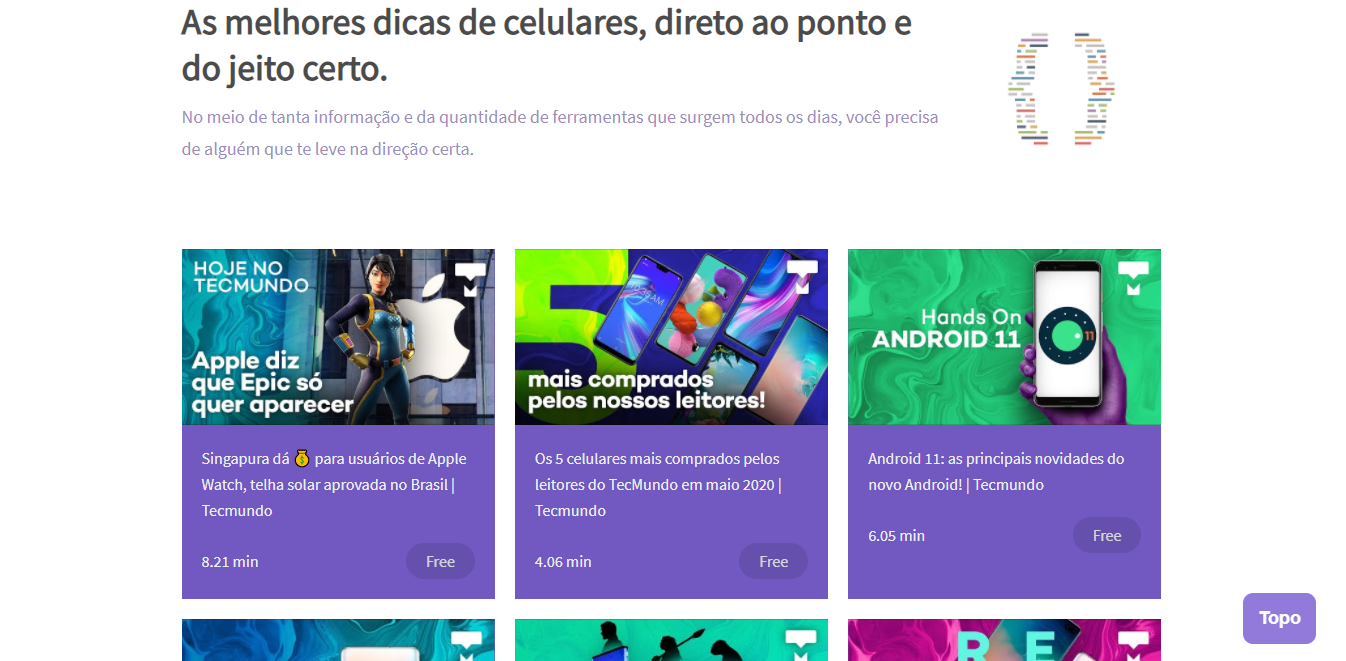 As melhores dicas de celulares, direto ao ponto e
do jeito certo.
No meio de tanta informação e da quantidade de ferramentas que surgem todos os dias, você precisa
de alguém que te leve na direção certa.
HOJE NO
TECMUNDO
Apple diz
que Epic só
quer aparecer
Singapura dá 💰 para usuários de Apple
Watch, telha solar aprovada no Brasil |
Tecmundo
8.21 min
Free
5
mais comprados
pelos nossos leitores!
Os 5 celulares mais comprados pelos
leitores do TecMundo em maio 2020 |
Tecmundo
4.06 min
Free
Hands On
ANDROID 11
11
Android 11: as principais novidades do
novo Android! | Tecmundo
6.05 min
Free
R E
Topo